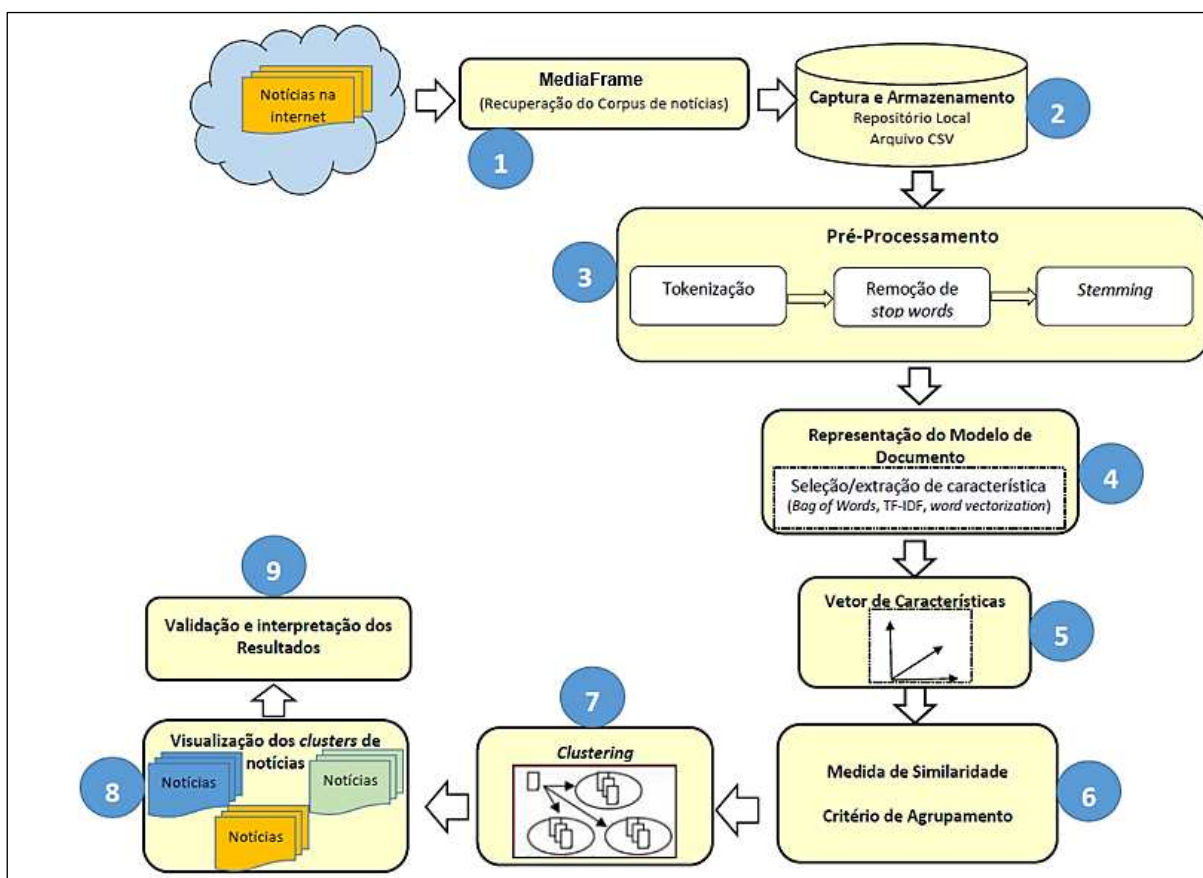 Notícias na
internet
MediaFrame
(Recuperação do Corpus de notícias)
1
Captura e Armazenamento
Repositório Local
Arquivo CSV
2
Pré-Processamento
3
Tokenização
Remoção de
stop words
Stemming
Representação do Modelo de
Documento
Seleção/extração de característica
(Bag of Words, TF-IDF, word vectorization)
4
Vetor de Características
5
Medida de Similaridade
Critério de Agrupamento
6
7
Clustering
Visualização dos clusters de
notícias
Notícias
Notícias
Notícias
8
9
Validação e interpretação dos
Resultados